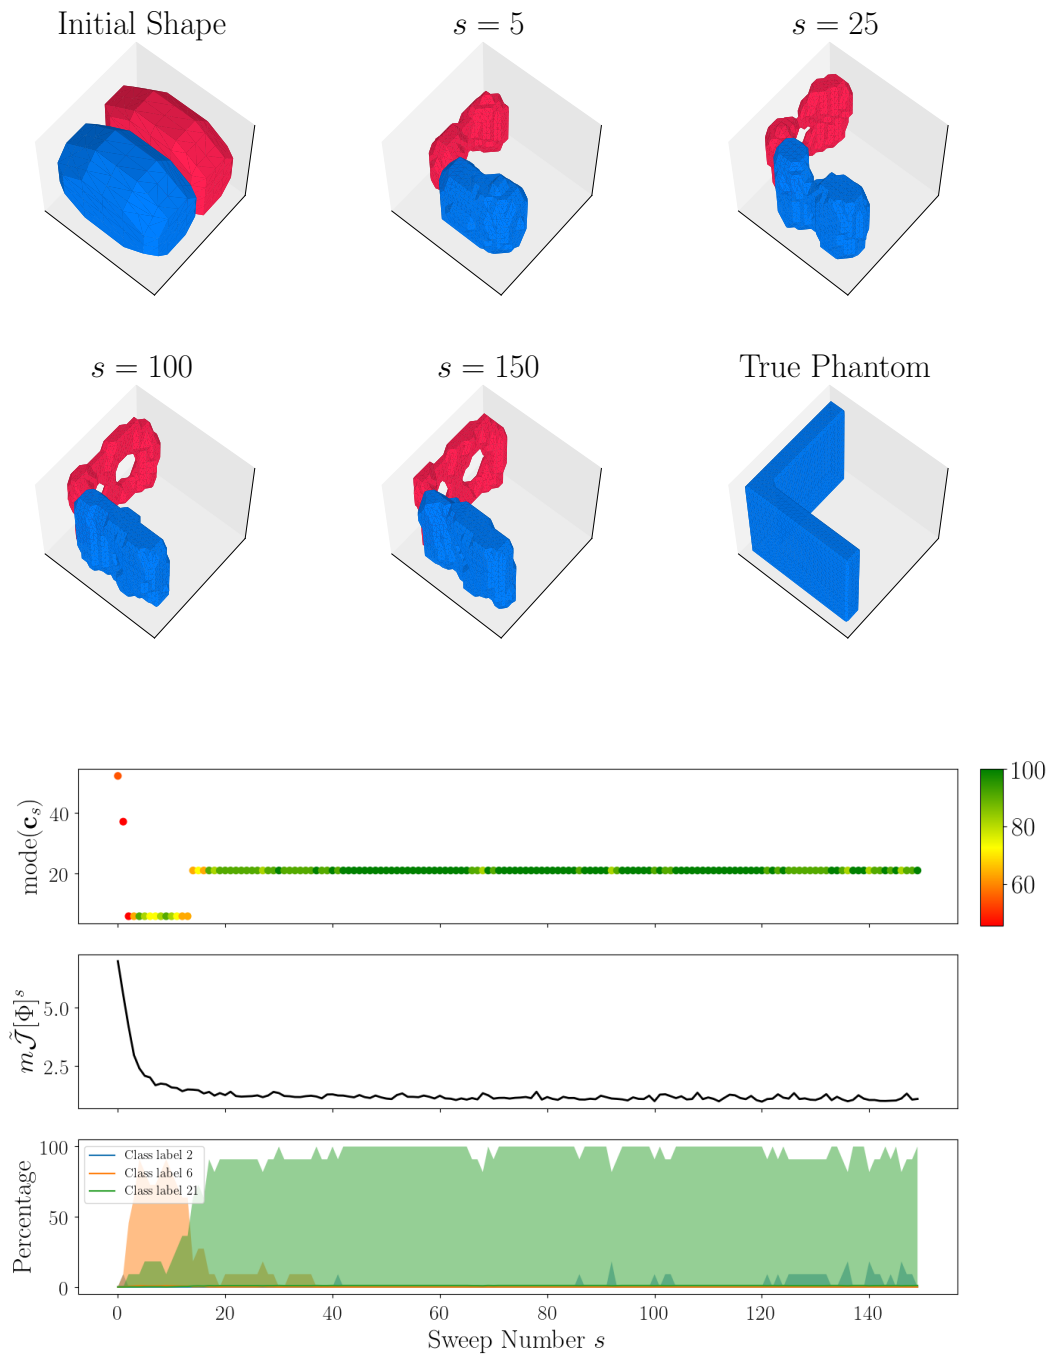 Initial Shape
s = 5
s = 25
s = 100
s = 150
True Phantom
mode(c_s)
40
20
100
80
60
m𝒥̃[Φ]^s
5.0
2.5
Percentage
100
50
0
Class label 2
Class label 6
Class label 21
0 20 40 60 80 100 120 140
Sweep Number s